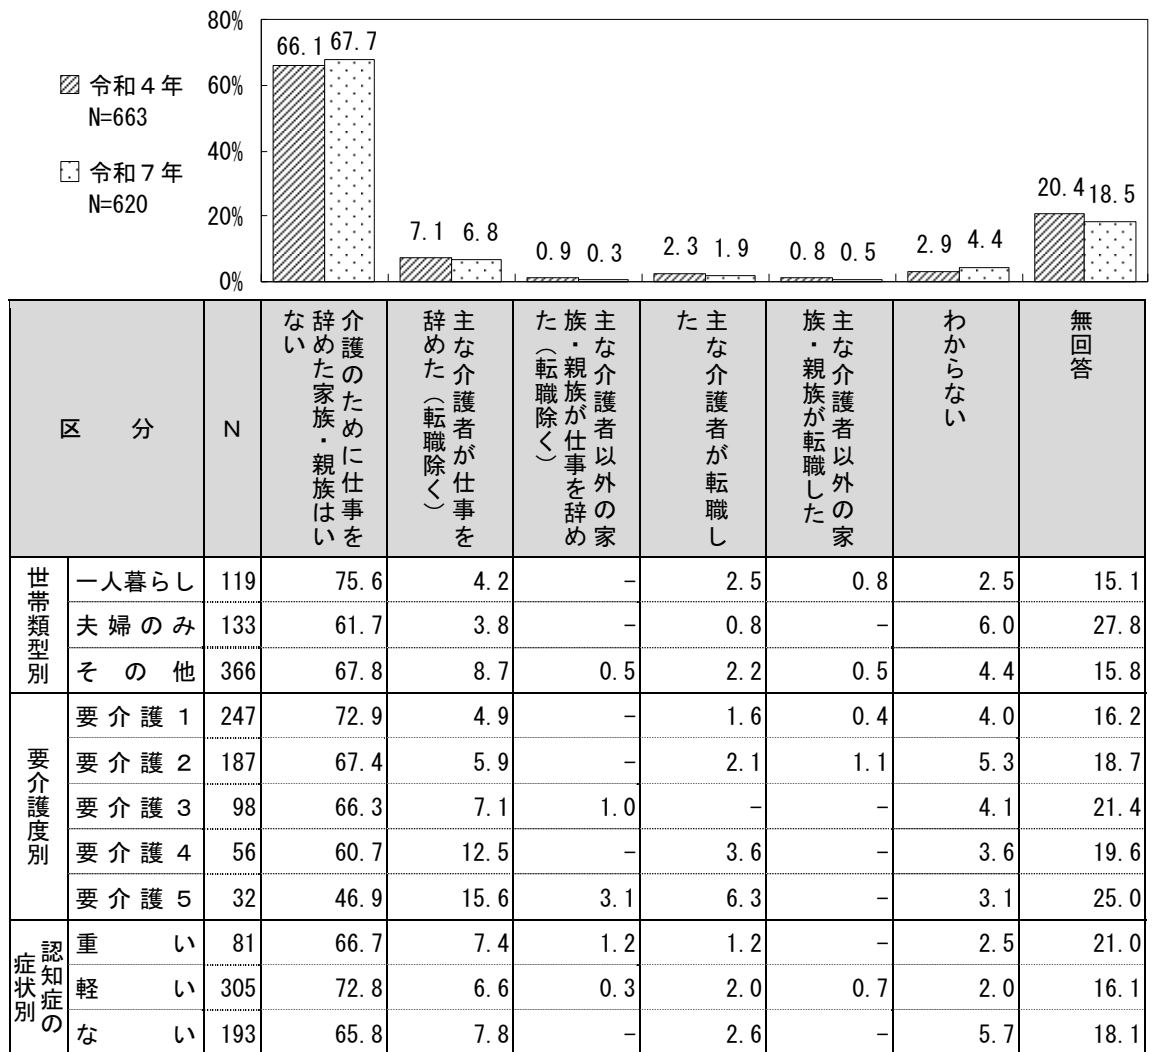 80%
60%
40%
20%
0%
令和４年
N=663
令和７年
N=620
66.1 67.7
7.1 6.8
0.9 0.3
2.3 1.9
0.8 0.5
2.9 4.4
20.4 18.5
区 分
N
介護のために仕事を
辞めた家族・親族はい
ない
主な介護者が仕事を
辞めた（転職除く）
主な介護者以外の家
族・親族が仕事を辞め
た（転職除く）
主な介護者が転職し
た
主な介護者以外の家
族・親族が転職した
わからない
無回答
世帯類型別
一人暮らし 119 75.6 4.2 － 2.5 0.8 2.5 15.1
夫婦のみ 133 61.7 3.8 － 0.8 － 6.0 27.8
その他 366 67.8 8.7 0.5 2.2 0.5 4.4 15.8
要介護度別
要介護１ 247 72.9 4.9 － 1.6 0.4 4.0 16.2
要介護２ 187 67.4 5.9 － 2.1 1.1 5.3 18.7
要介護３ 98 66.3 7.1 1.0 － － 4.1 21.4
要介護４ 56 60.7 12.5 － 3.6 － 3.6 19.6
要介護５ 32 46.9 15.6 3.1 6.3 － 3.1 25.0
認知症の
症状別
重い 81 66.7 7.4 1.2 1.2 － 2.5 21.0
軽い 305 72.8 6.6 0.3 2.0 0.7 2.0 16.1
ない 193 65.8 7.8 － 2.6 － 5.7 18.1